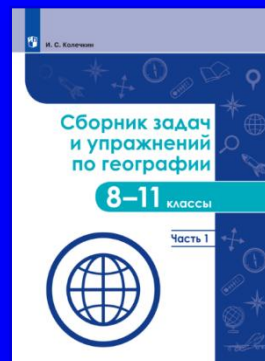 И. С. Колечкин
Сборник задач
и упражнений
по географии
8–11 классы
Часть 1